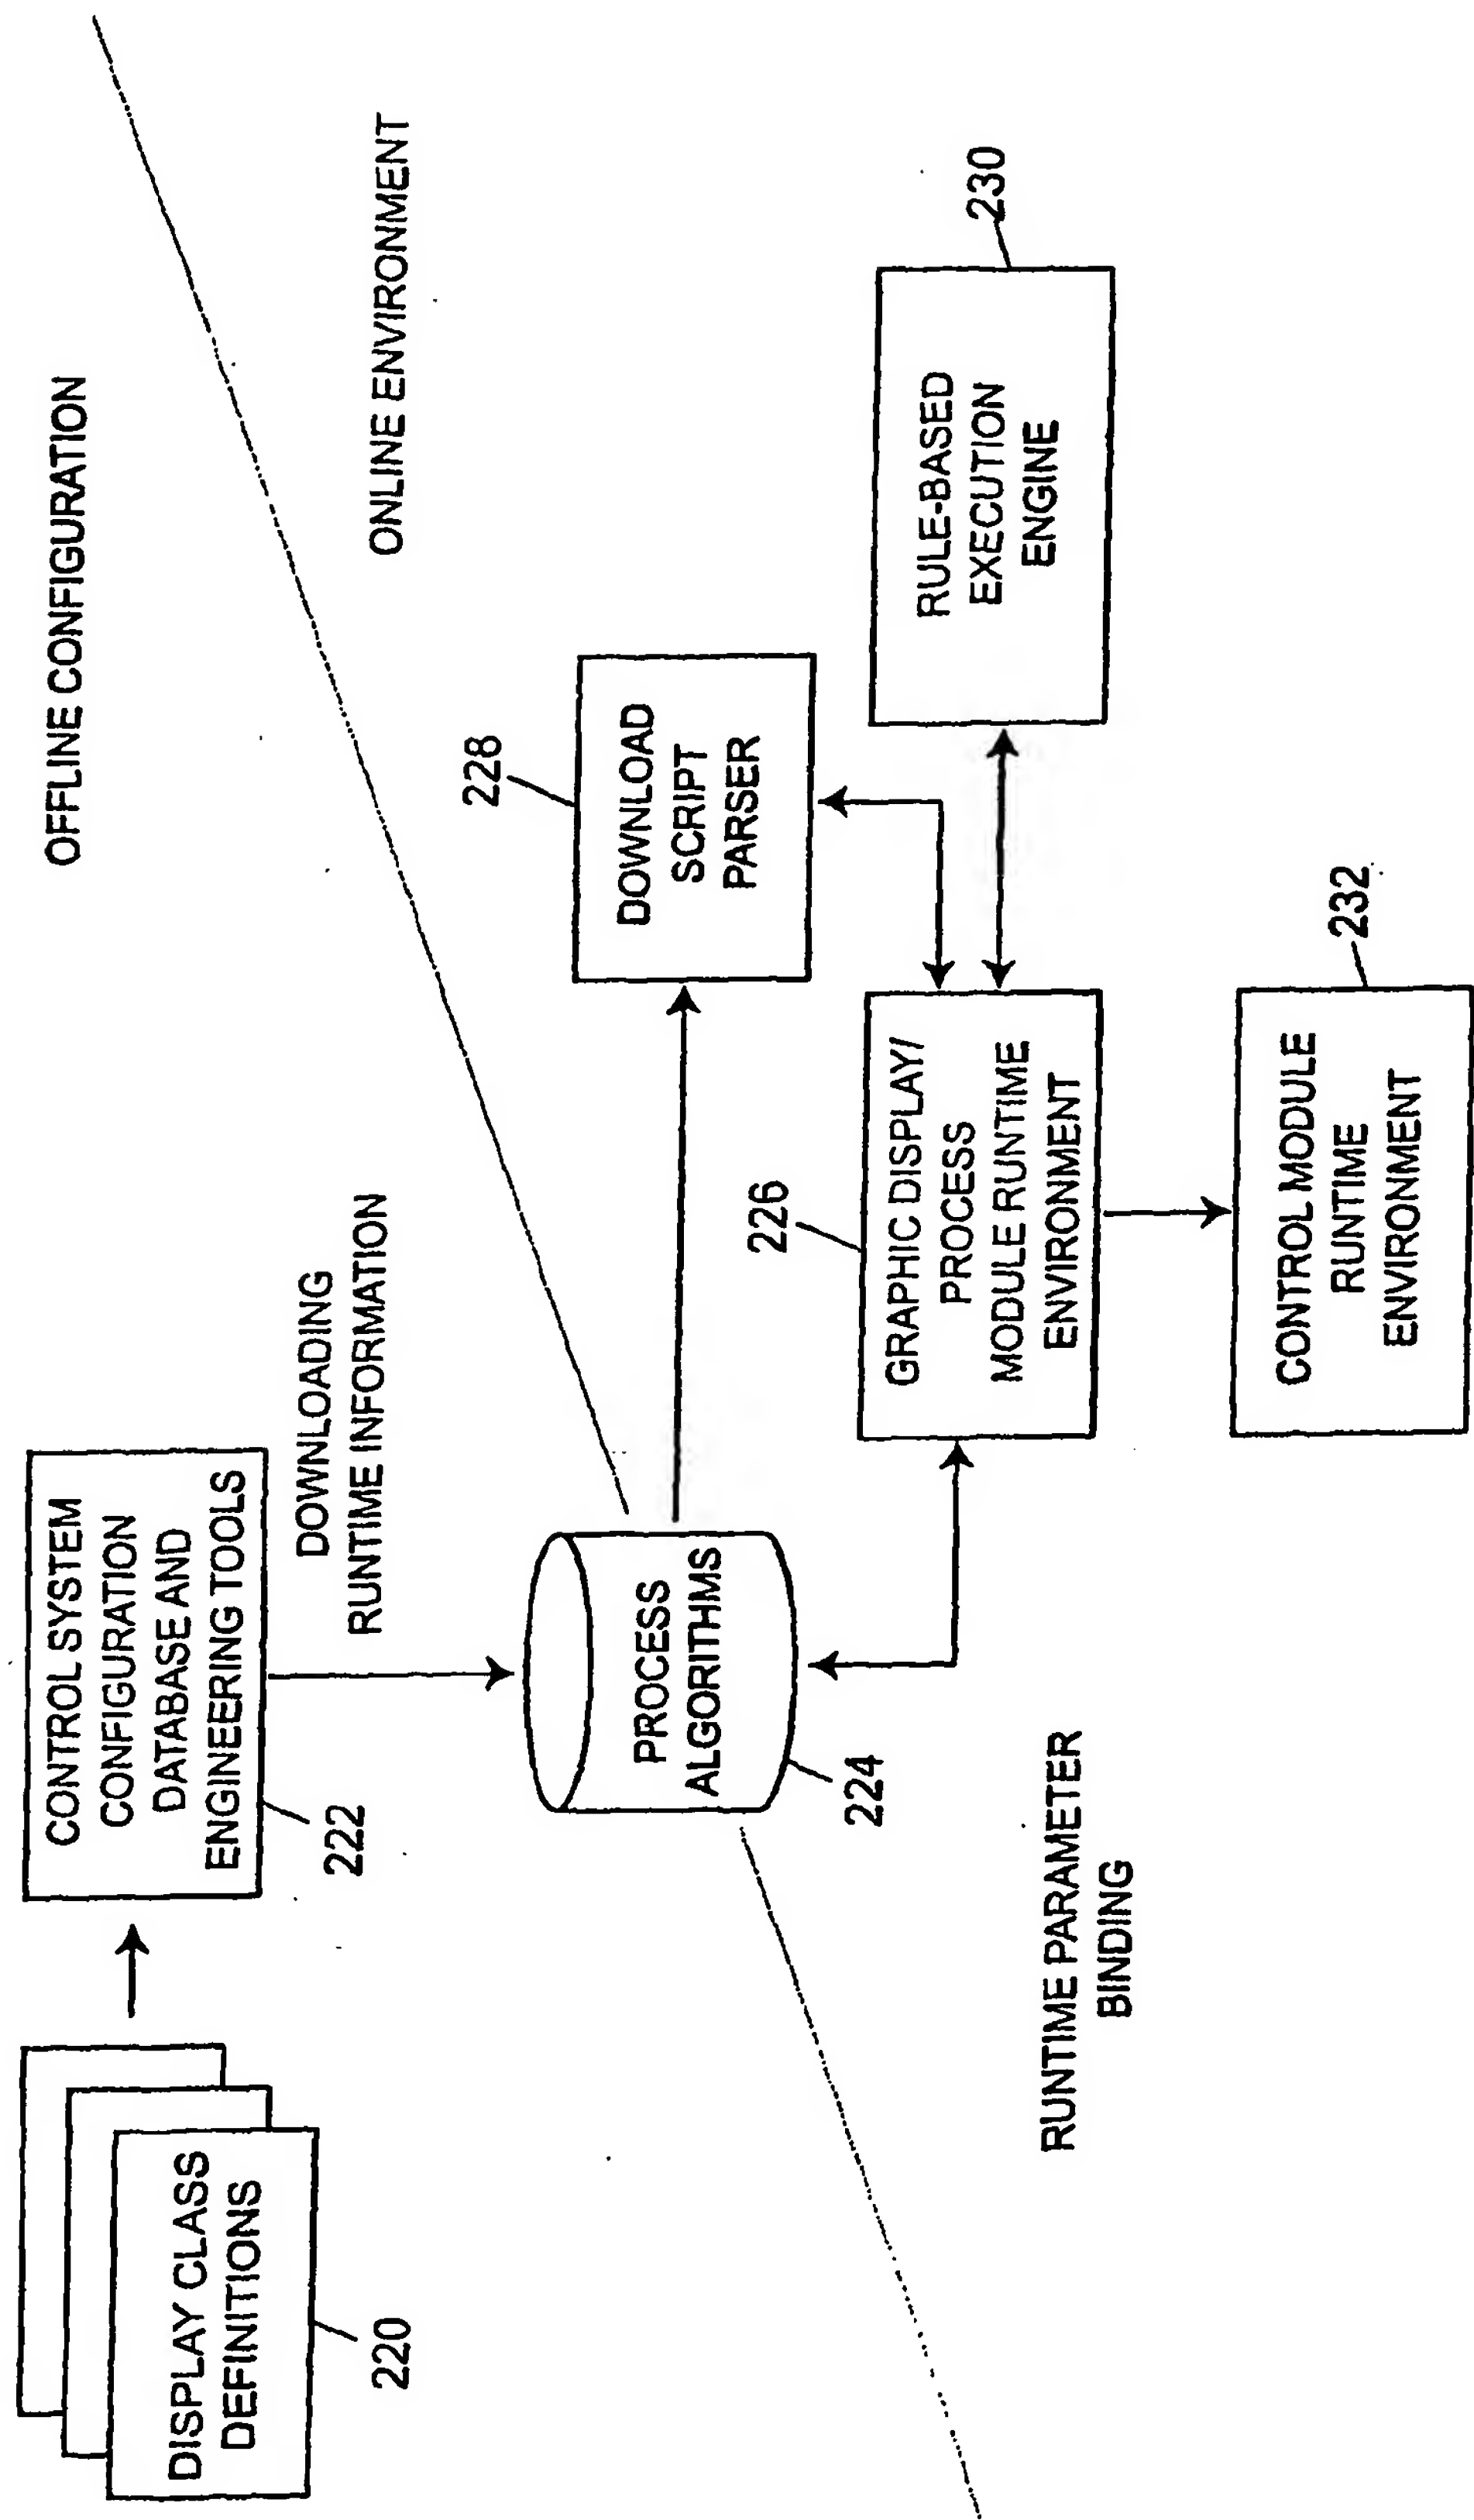 OFFLINE CONFIGURATION
ONLINE ENVIRONMENT
DISPLAY CLASS
DEFINITIONS
220
CONTROL SYSTEM
CONFIGURATION
DATABASE AND
ENGINEERING TOOLS
222
DOWNLOADING
RUNTIME INFORMATION
PROCESS
ALGORITHMS
224
228
DOWNLOAD
SCRIPT
PARSER
226
GRAPHIC DISPLAY/
PROCESS
MODULE RUNTIME
ENVIRONMENT
RULE-BASED
EXECUTION
ENGINE
230
RUNTIME PARAMETER
BINDING
232
CONTROL MODULE
RUNTIME
ENVIRONMENT